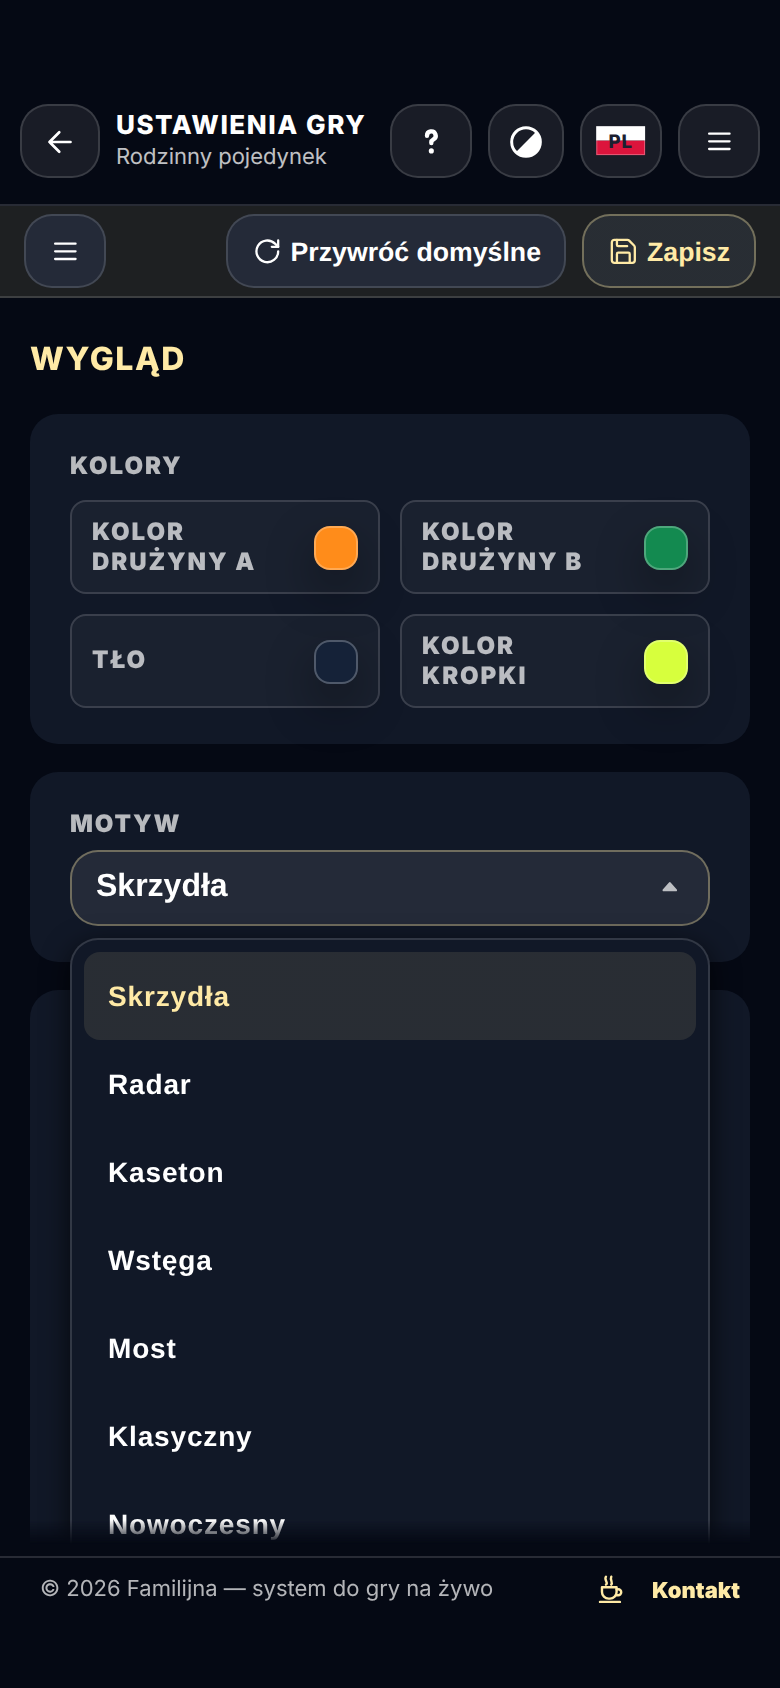 USTAWIENIA GRY
Rodzinny pojedynek
?
PL
Przywróć domyślne
Zapisz
WYGLĄD
KOLORY
KOLOR
DRUŻYNY A
KOLOR
DRUŻYNY B
TŁO
KOLOR
KROPKI
MOTYW
Skrzydła
Skrzydła
Radar
Kaseton
Wstęga
Most
Klasyczny
Nowoczesny
© 2026 Familijna — system do gry na żywo
Kontakt